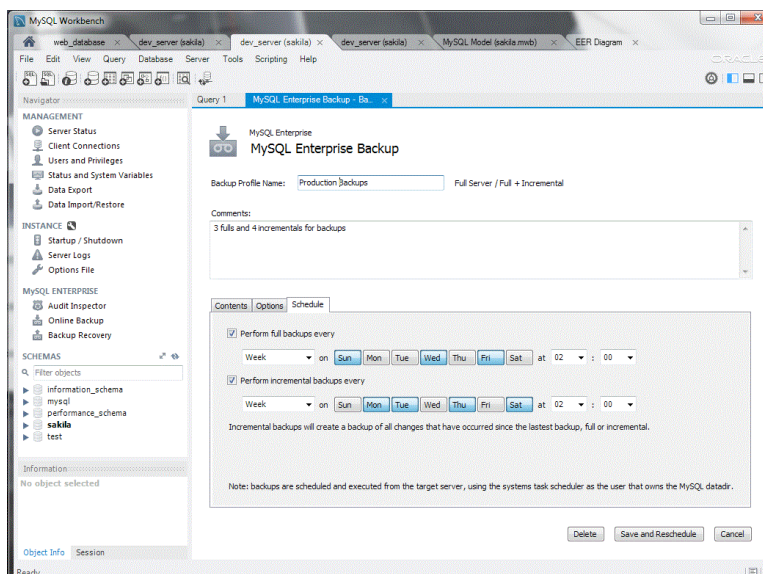 MySQL Workbench
web_database × dev_server (sakila) × dev_server (sakila) × dev_server (sakila) × MySQL Model (sakila.mwb) × EER Diagram ×
File Edit View Query Database Server Tools Scripting Help
ORACLE
Navigator
MANAGEMENT
Server Status
Client Connections
Users and Privileges
Status and System Variables
Data Export
Data Import/Restore
INSTANCE
Startup / Shutdown
Server Logs
Options File
MySQL ENTERPRISE
Audit Inspector
Online Backup
Backup Recovery
SCHEMAS
Filter objects
information_schema
mysql
performance_schema
sakila
test
Information
No object selected
Object Info Session
Ready
Query 1 MySQL Enterprise Backup - Ba... ×
MySQL Enterprise
MySQL Enterprise Backup
Backup Profile Name: Production Backups Full Server / Full + Incremental
Comments:
3 fulls and 4 incrementals for backups
Contents Options Schedule
Perform full backups every
Week on Sun Mon Tue Wed Thu Fri Sat at 02 : 00
Perform incremental backups every
Week on Sun Mon Tue Wed Thu Fri Sat at 02 : 00
Incremental backups will create a backup of all changes that have occurred since the lastest backup, full or incremental.
Note: backups are scheduled and executed from the target server, using the systems task scheduler as the user that owns the MySQL datadir.
Delete Save and Reschedule Cancel